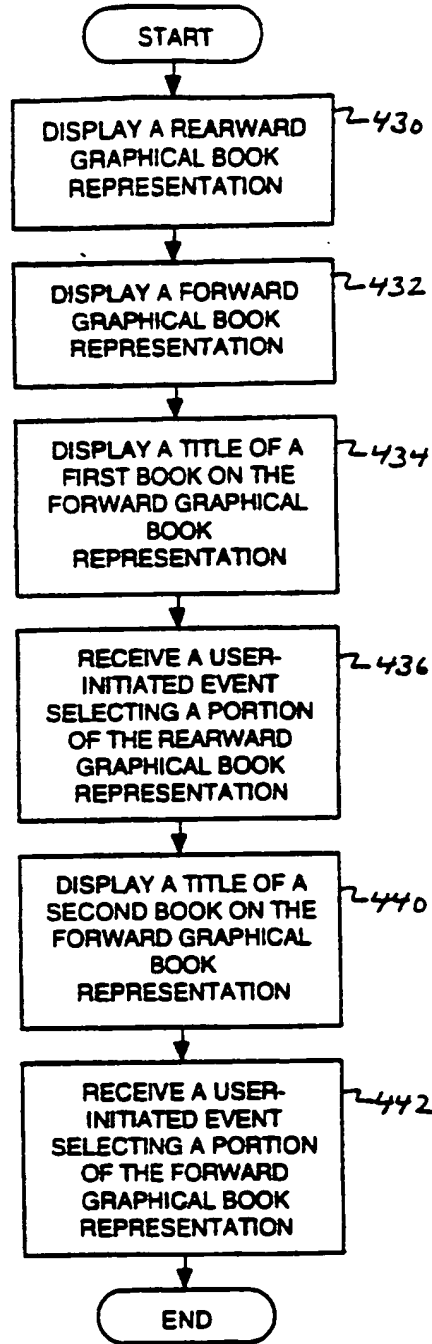 START
DISPLAY A REARWARD
GRAPHICAL BOOK
REPRESENTATION
430
DISPLAY A FORWARD
GRAPHICAL BOOK
REPRESENTATION
432
DISPLAY A TITLE OF A
FIRST BOOK ON THE
FORWARD GRAPHICAL
BOOK
REPRESENTATION
434
RECEIVE A USER-
INITIATED EVENT
SELECTING A PORTION
OF THE REARWARD
GRAPHICAL BOOK
REPRESENTATION
436
DISPLAY A TITLE OF A
SECOND BOOK ON THE
FORWARD GRAPHICAL
BOOK
REPRESENTATION
440
RECEIVE A USER-
INITIATED EVENT
SELECTING A PORTION
OF THE FORWARD
GRAPHICAL BOOK
REPRESENTATION
442
END